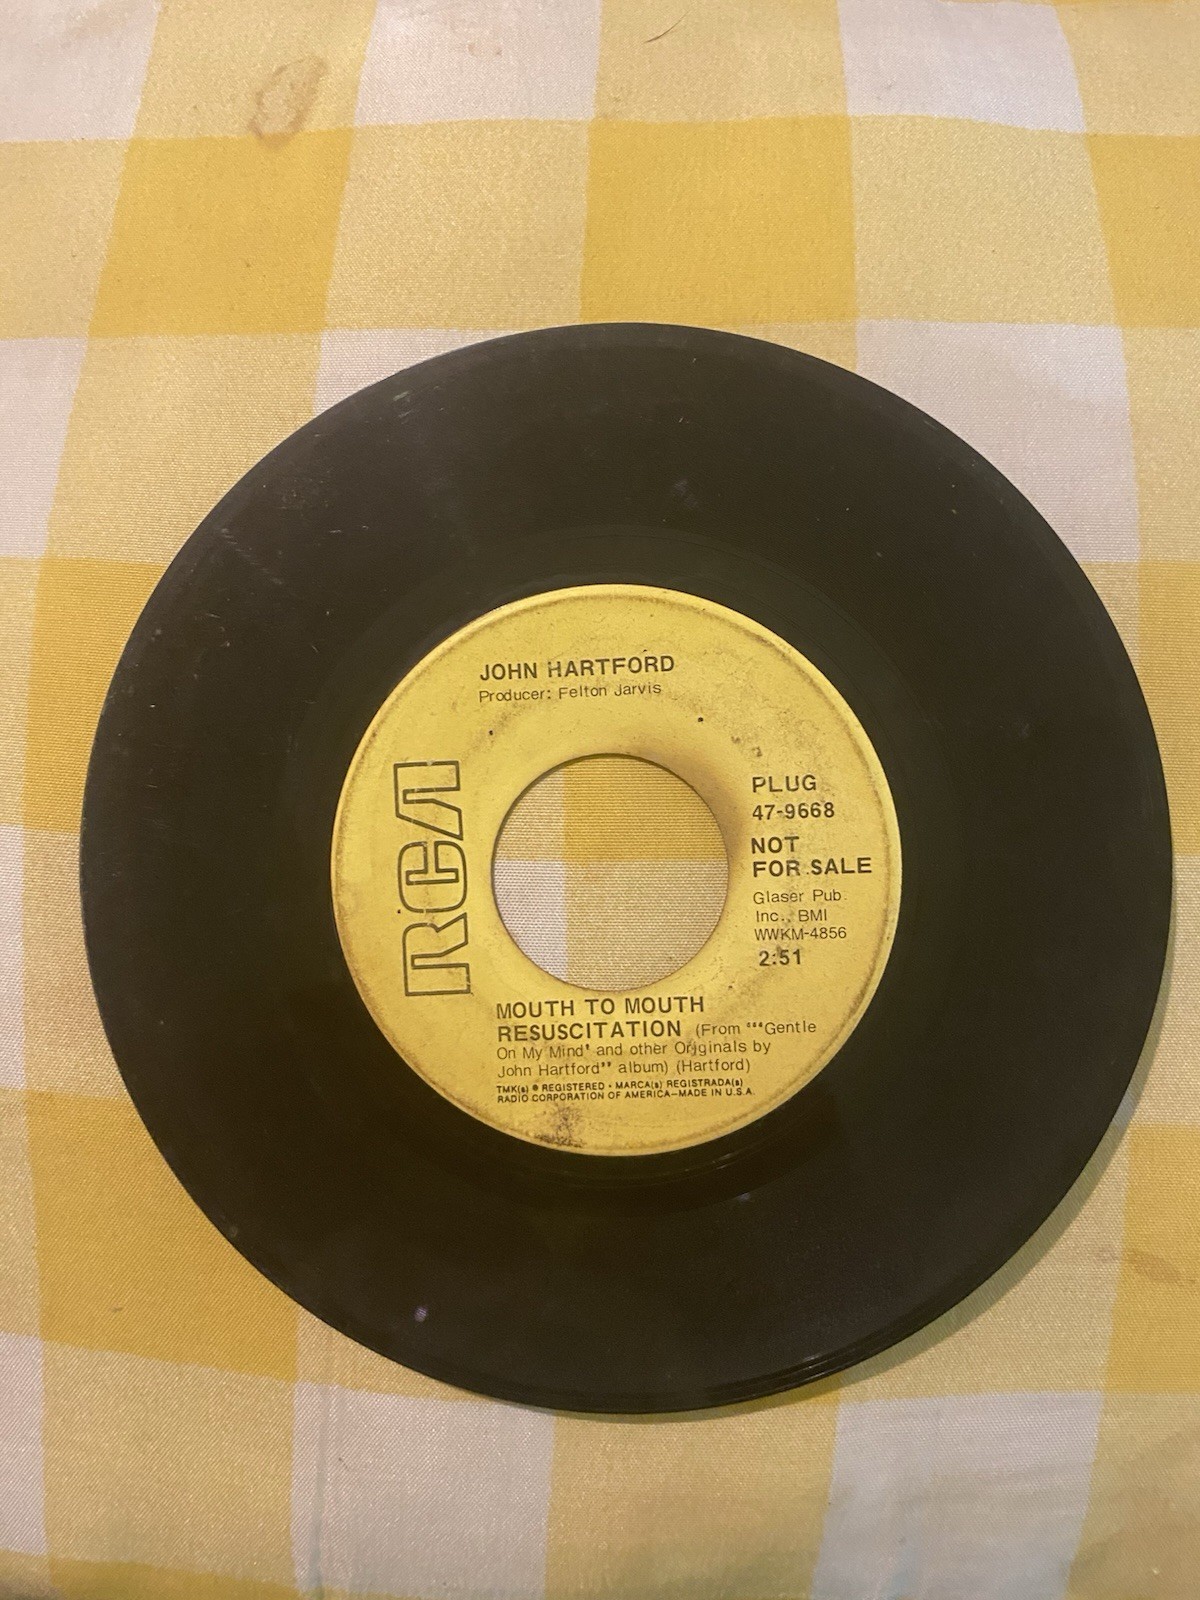 JOHN HARTFORD
Producer: Felton Jarvis
RCA
PLUG
47-9668
NOT
FOR SALE
Glaser Pub.
Inc., BMI
WWKM-4856
2:51
MOUTH TO MOUTH
RESUSCITATION (From "'Gentle
On My Mind' and other Originals by
John Hartford" album) (Hartford)
TMK(s) ® REGISTERED • MARCA(s) REGISTRADA(s)
RADIO CORPORATION OF AMERICA—MADE IN U.S.A.